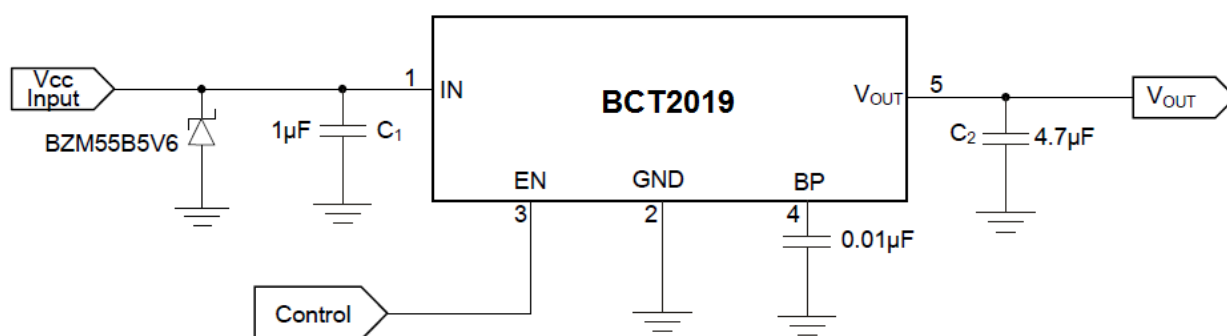 Vcc
Input
BZM55B5V6
1µF
C1
1
IN
BCT2019
VOUT
5
VOUT
C2
4.7µF
EN
GND
BP
3
2
4
0.01µF
Control